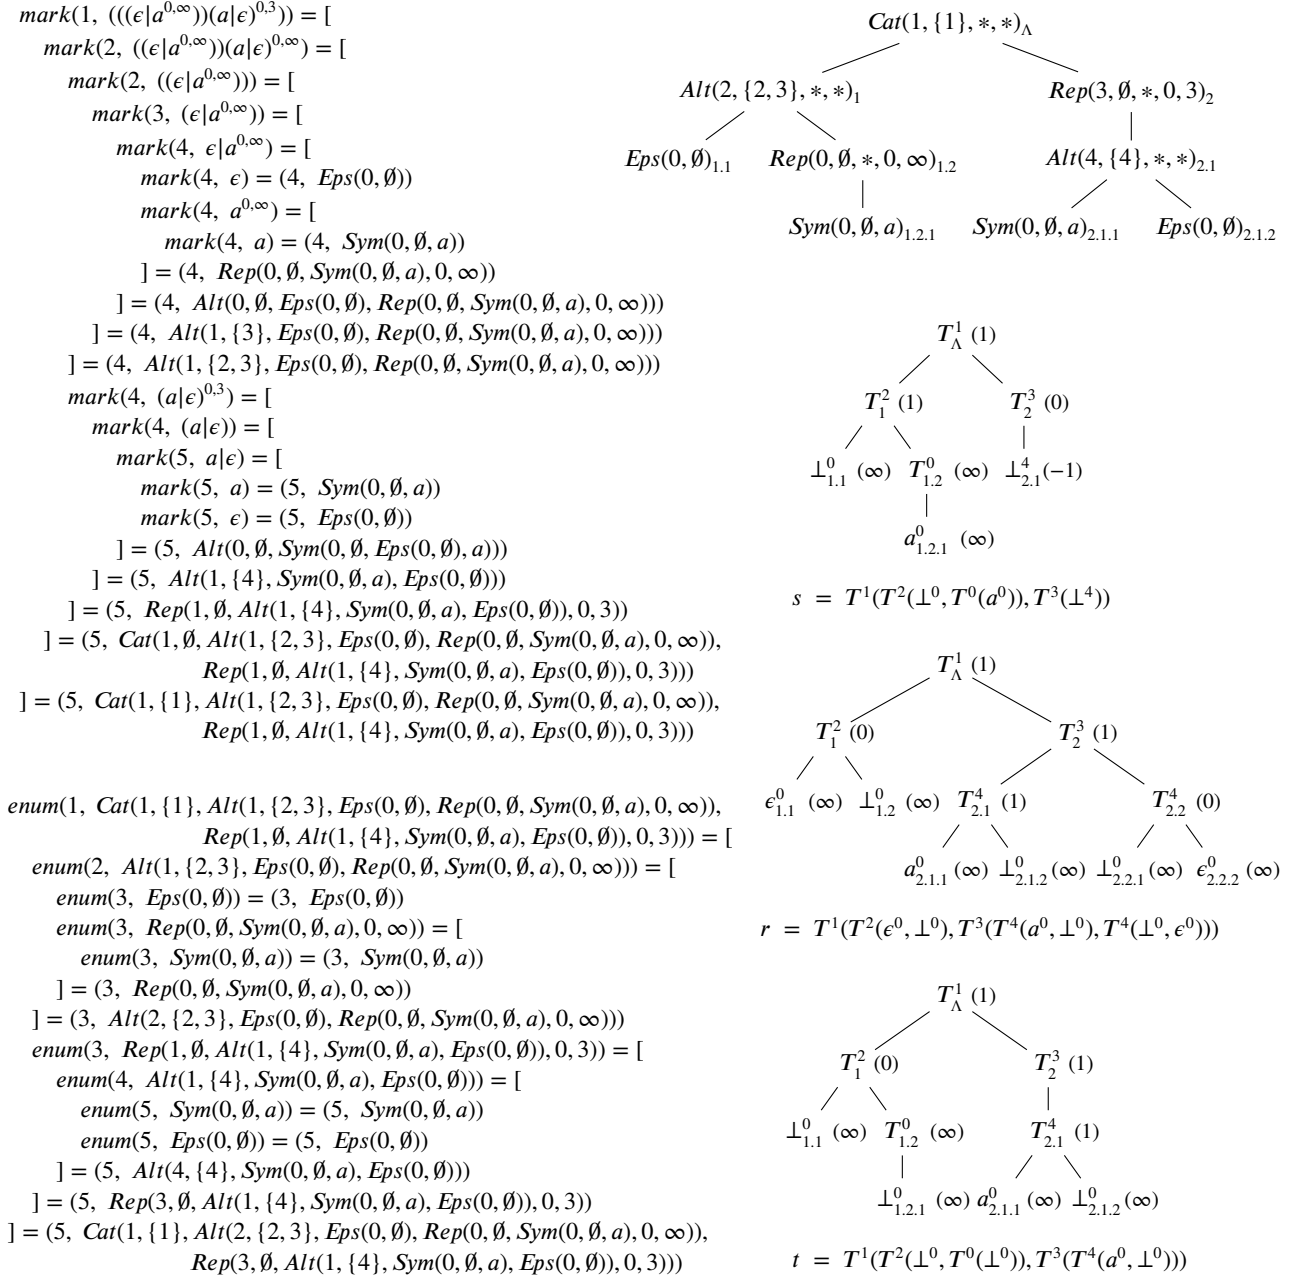 mark(1, (((ϵ|a^{0,∞}))(a|ϵ)^{0,3})) = [
mark(2, ((ϵ|a^{0,∞}))(a|ϵ)^{0,∞}) = [
mark(2, ((ϵ|a^{0,∞}))) = [
mark(3, (ϵ|a^{0,∞})) = [
mark(4, ϵ|a^{0,∞}) = [
mark(4, ϵ) = (4, Eps(0, ∅))
mark(4, a^{0,∞}) = [
mark(4, a) = (4, Sym(0, ∅, a))
] = (4, Rep(0, ∅, Sym(0, ∅, a), 0, ∞))
] = (4, Alt(0, ∅, Eps(0, ∅), Rep(0, ∅, Sym(0, ∅, a), 0, ∞)))
] = (4, Alt(1, {3}, Eps(0, ∅), Rep(0, ∅, Sym(0, ∅, a), 0, ∞)))
] = (4, Alt(1, {2, 3}, Eps(0, ∅), Rep(0, ∅, Sym(0, ∅, a), 0, ∞)))
mark(4, (a|ϵ)^{0,3}) = [
mark(4, (a|ϵ)) = [
mark(5, a|ϵ) = [
mark(5, a) = (5, Sym(0, ∅, a))
mark(5, ϵ) = (5, Eps(0, ∅))
] = (5, Alt(0, ∅, Sym(0, ∅, Eps(0, ∅), a)))
] = (5, Alt(1, {4}, Sym(0, ∅, a), Eps(0, ∅)))
] = (5, Rep(1, ∅, Alt(1, {4}, Sym(0, ∅, a), Eps(0, ∅)), 0, 3))
] = (5, Cat(1, ∅, Alt(1, {2, 3}, Eps(0, ∅), Rep(0, ∅, Sym(0, ∅, a), 0, ∞)),
Rep(1, ∅, Alt(1, {4}, Sym(0, ∅, a), Eps(0, ∅)), 0, 3)))
] = (5, Cat(1, {1}, Alt(1, {2, 3}, Eps(0, ∅), Rep(0, ∅, Sym(0, ∅, a), 0, ∞)),
Rep(1, ∅, Alt(1, {4}, Sym(0, ∅, a), Eps(0, ∅)), 0, 3)))
enum(1, Cat(1, {1}, Alt(1, {2, 3}, Eps(0, ∅), Rep(0, ∅, Sym(0, ∅, a), 0, ∞)),
Rep(1, ∅, Alt(1, {4}, Sym(0, ∅, a), Eps(0, ∅)), 0, 3))) = [
enum(2, Alt(1, {2, 3}, Eps(0, ∅), Rep(0, ∅, Sym(0, ∅, a), 0, ∞))) = [
enum(3, Eps(0, ∅)) = (3, Eps(0, ∅))
enum(3, Rep(0, ∅, Sym(0, ∅, a), 0, ∞)) = [
enum(3, Sym(0, ∅, a)) = (3, Sym(0, ∅, a))
] = (3, Rep(0, ∅, Sym(0, ∅, a), 0, ∞))
] = (3, Alt(2, {2, 3}, Eps(0, ∅), Rep(0, ∅, Sym(0, ∅, a), 0, ∞)))
enum(3, Rep(1, ∅, Alt(1, {4}, Sym(0, ∅, a), Eps(0, ∅)), 0, 3)) = [
enum(4, Alt(1, {4}, Sym(0, ∅, a), Eps(0, ∅))) = [
enum(5, Sym(0, ∅, a)) = (5, Sym(0, ∅, a))
enum(5, Eps(0, ∅)) = (5, Eps(0, ∅))
] = (5, Alt(4, {4}, Sym(0, ∅, a), Eps(0, ∅)))
] = (5, Rep(3, ∅, Alt(1, {4}, Sym(0, ∅, a), Eps(0, ∅)), 0, 3))
] = (5, Cat(1, {1}, Alt(2, {2, 3}, Eps(0, ∅), Rep(0, ∅, Sym(0, ∅, a), 0, ∞)),
Rep(3, ∅, Alt(1, {4}, Sym(0, ∅, a), Eps(0, ∅)), 0, 3)))
Cat(1, {1}, ∗, ∗)_Λ
Alt(2, {2, 3}, ∗, ∗)_1 Rep(3, ∅, ∗, 0, 3)_2
Eps(0, ∅)_{1.1} Rep(0, ∅, ∗, 0, ∞)_{1.2} Alt(4, {4}, ∗, ∗)_{2.1}
Sym(0, ∅, a)_{1.2.1} Sym(0, ∅, a)_{2.1.1} Eps(0, ∅)_{2.1.2}
T^1_Λ (1)
T^2_1 (1) T^3_2 (0)
⊥^0_{1.1} (∞) T^0_{1.2} (∞) ⊥^4_{2.1} (−1)
a^0_{1.2.1} (∞)
s = T^1(T^2(⊥^0, T^0(a^0)), T^3(⊥^4))
T^1_Λ (1)
T^2_1 (0) T^3_2 (1)
ϵ^0_{1.1} (∞) ⊥^0_{1.2} (∞) T^4_{2.1} (1) T^4_{2.2} (0)
a^0_{2.1.1} (∞) ⊥^0_{2.1.2} (∞) ⊥^0_{2.2.1} (∞) ϵ^0_{2.2.2} (∞)
r = T^1(T^2(ϵ^0, ⊥^0), T^3(T^4(a^0, ⊥^0), T^4(⊥^0, ϵ^0)))
T^1_Λ (1)
T^2_1 (0) T^3_2 (1)
⊥^0_{1.1} (∞) T^0_{1.2} (∞) T^4_{2.1} (1)
⊥^0_{1.2.1} (∞) a^0_{2.1.1} (∞) ⊥^0_{2.1.2} (∞)
t = T^1(T^2(⊥^0, T^0(⊥^0)), T^3(T^4(a^0, ⊥^0)))